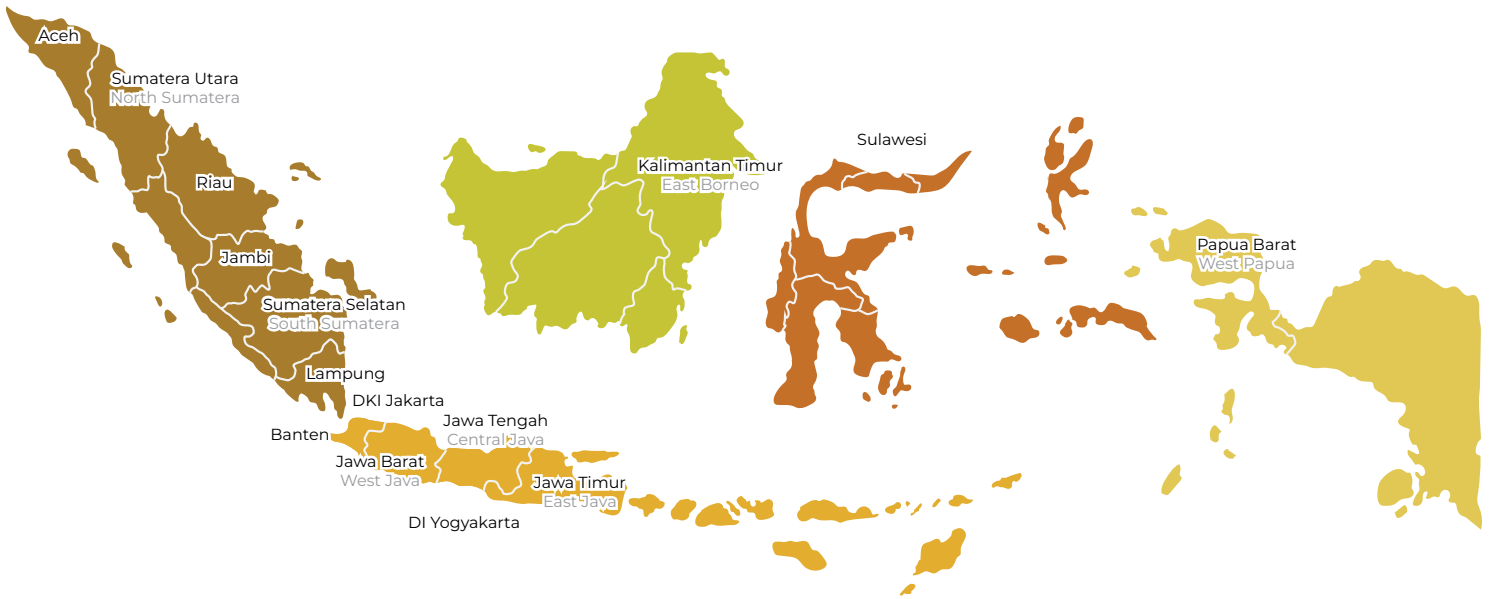 Aceh
Sumatera Utara
North Sumatera
Riau
Jambi
Sumatera Selatan
South Sumatera
Lampung
DKI Jakarta
Banten
Jawa Tengah
Central Java
Jawa Barat
West Java
Jawa Timur
East Java
DI Yogyakarta
Kalimantan Timur
East Borneo
Sulawesi
Papua Barat
West Papua